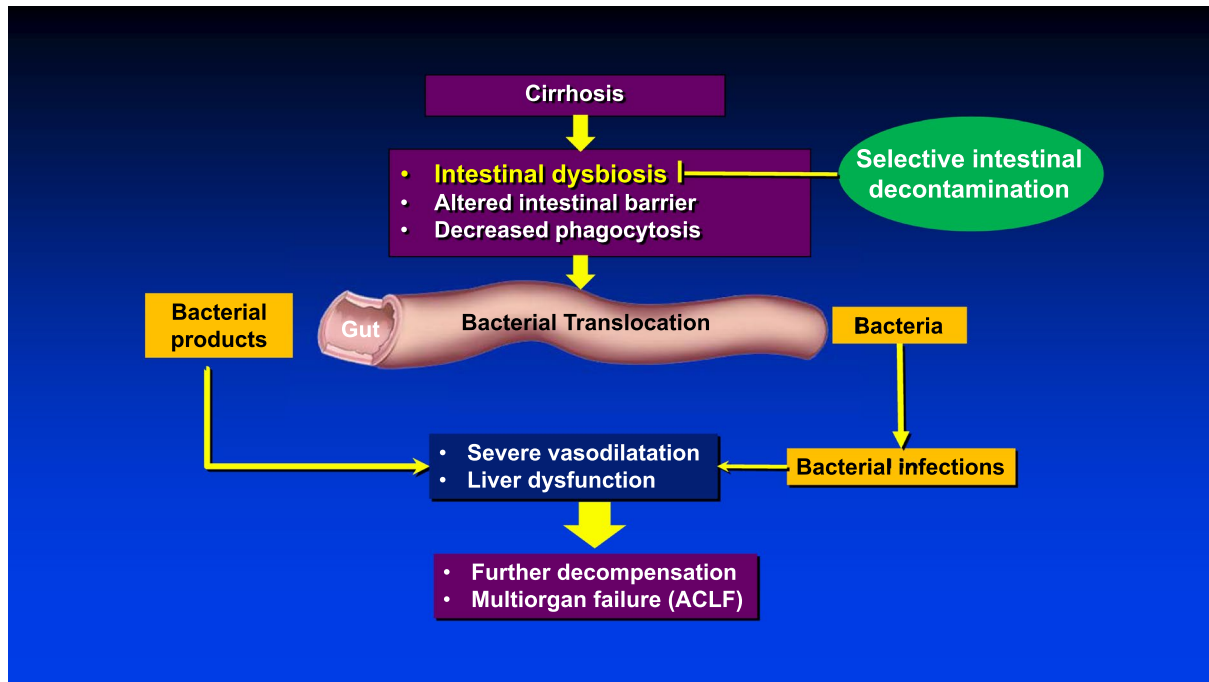 Cirrhosis
• Intestinal dysbiosis
• Altered intestinal barrier
• Decreased phagocytosis
Selective intestinal
decontamination
Bacterial
products
Gut
Bacterial Translocation
Bacteria
• Severe vasodilatation
• Liver dysfunction
Bacterial infections
• Further decompensation
• Multiorgan failure (ACLF)